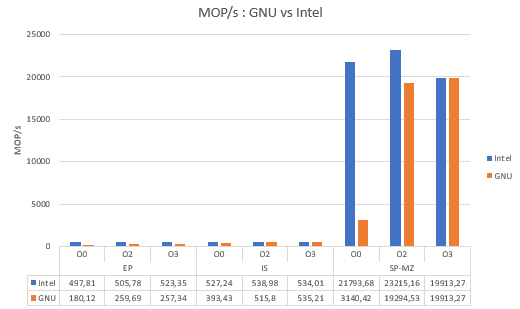 MOP/s : GNU vs Intel
25000
20000
15000
10000
5000
0
MOP/s
Intel
GNU
O0 O2 O3 O0 O2 O3 O0 O2 O3
EP IS SP-MZ
Intel 497,81 505,78 523,35 527,24 538,98 534,01 21793,68 23215,16 19913,27
GNU 180,12 259,69 257,34 393,43 515,8 535,21 3140,42 19294,53 19913,27